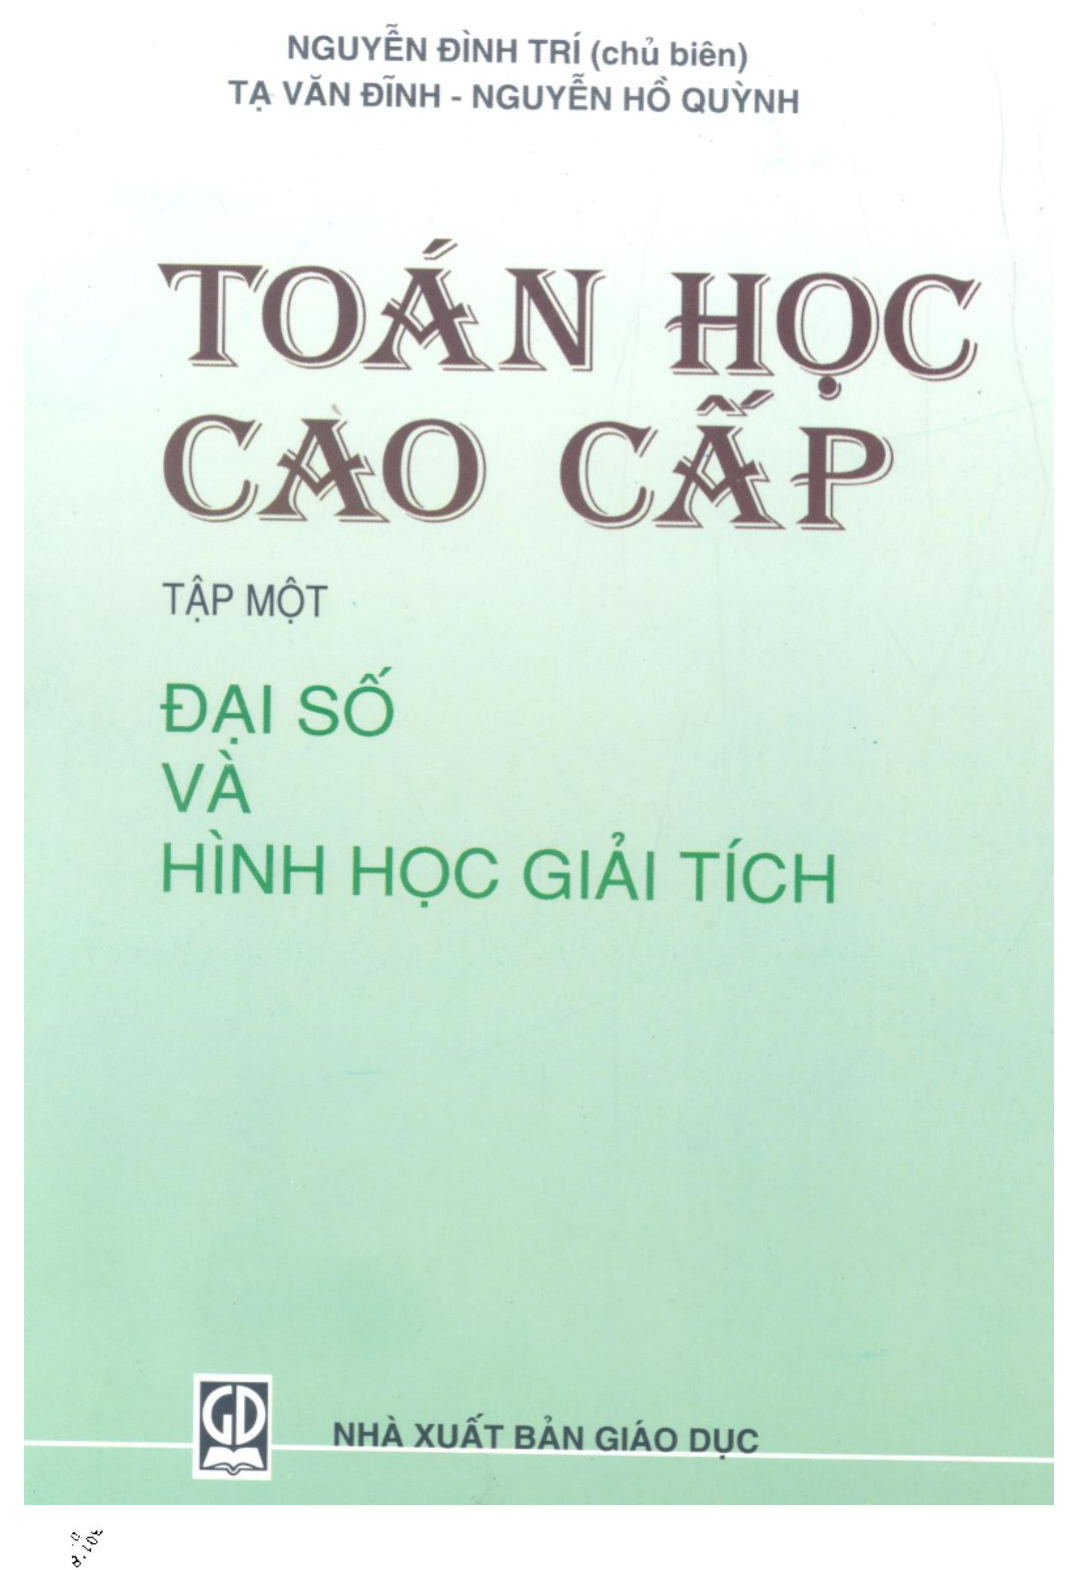 NGUYỄN ĐÌNH TRÍ (chủ biên)
TẠ VĂN ĐĨNH - NGUYỄN HỒ QUỲNH
TOÁN HỌC
CAO CẤP
TẬP MỘT
ĐẠI SỐ
VÀ
HÌNH HỌC GIẢI TÍCH
GD
NHÀ XUẤT BẢN GIÁO DỤC